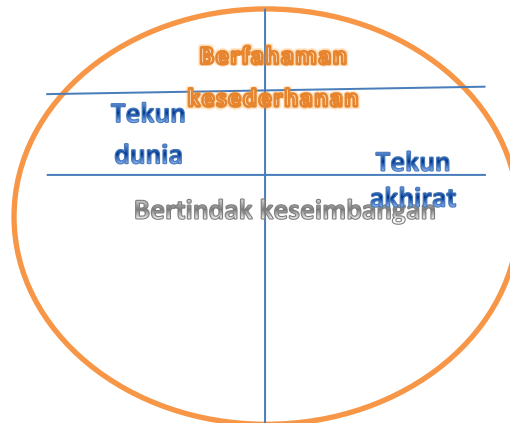 Berfahaman
kesederhanan
Tekun
dunia
Tekun
akhirat
Bertindak keseimbangan